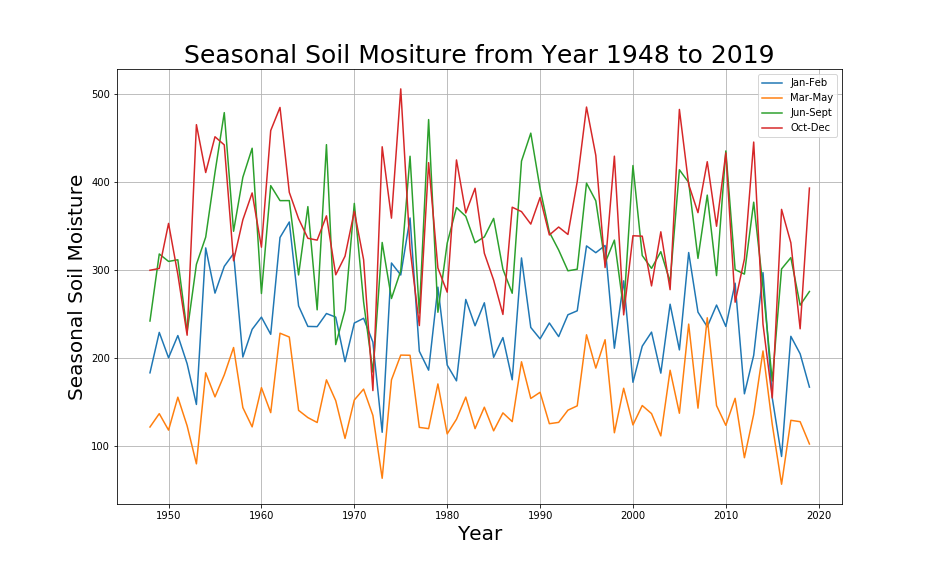 Seasonal Soil Mositure from Year 1948 to 2019
Jan-Feb
Mar-May
Jun-Sept
Oct-Dec
Seasonal Soil Moisture
500
400
300
200
100
1950 1960 1970 1980 1990 2000 2010 2020
Year